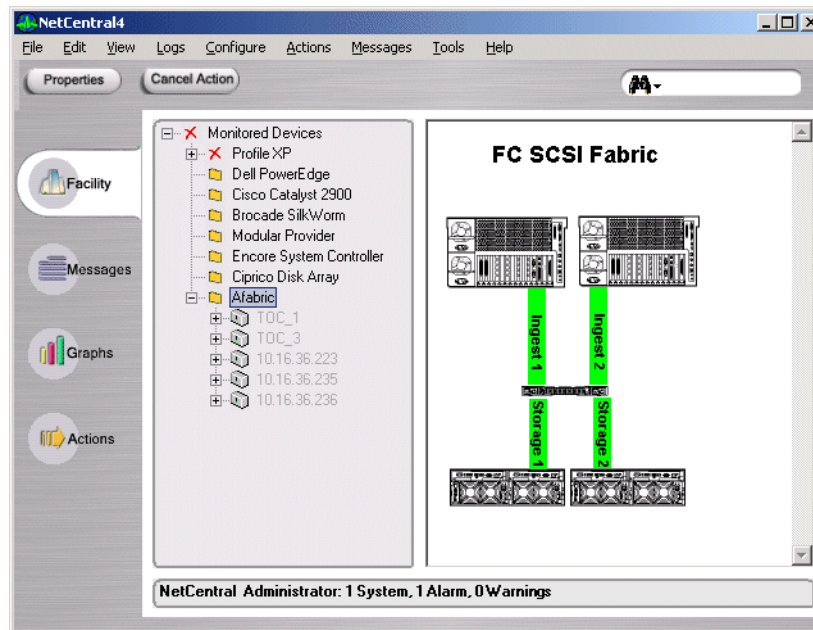 NetCentral4
File Edit View Logs Configure Actions Messages Tools Help
Properties
Cancel Action
Facility
Messages
Graphs
Actions
Monitored Devices
Profile XP
Dell PowerEdge
Cisco Catalyst 2900
Brocade SilkWorm
Modular Provider
Encore System Controller
Ciprico Disk Array
Afabric
TOC_1
TOC_3
10.16.36.223
10.16.36.235
10.16.36.236
FC SCSI Fabric
Ingest 1
Ingest 2
Storage 1
Storage 2
NetCentral Administrator: 1 System, 1 Alarm, 0 Warnings